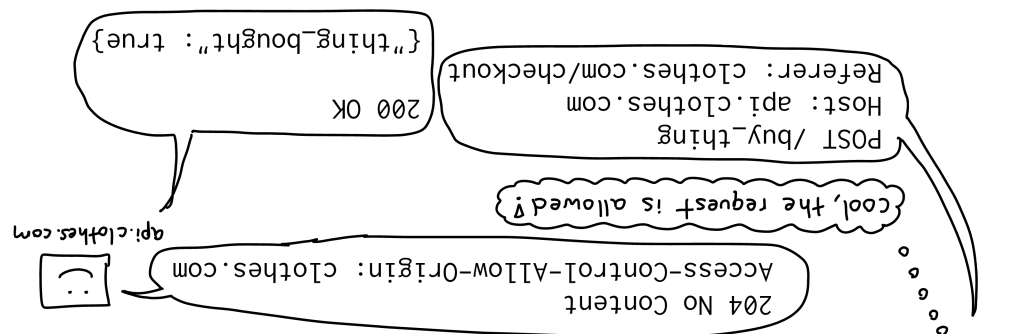 204 No Content
Access-Control-Allow-Origin: clothes.com
api.clothes.com
cool, the request is allowed!
POST /buy_thing
Host: api.clothes.com
Referer: clothes.com/checkout
200 OK
{"thing_bought": true}